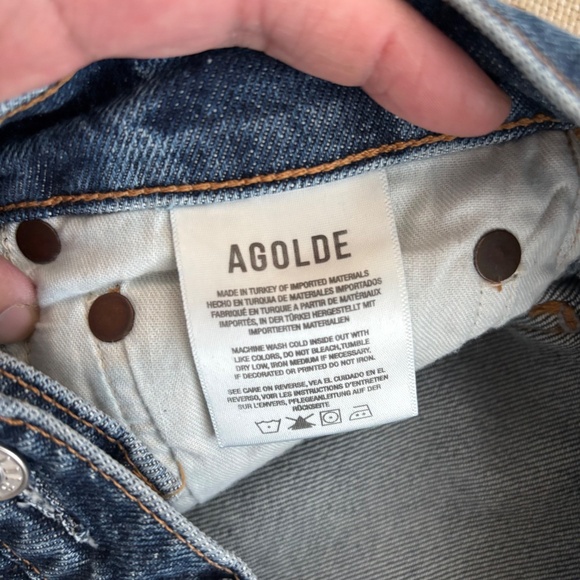 AGOLDE
MADE IN TURKEY OF IMPORTED MATERIALS
HECHO EN TURQUIA DE MATERIALES IMPORTADOS
FABRIQUÉ EN TURQUIE A PARTIR DE MATÉRIAUX
IMPORTÉS, IN DER TÜRKEI HERGESTELLT MIT
IMPORTIERTEN MATERIALIEN
MACHINE WASH COLD INSIDE OUT WITH
LIKE COLORS, DO NOT BLEACH,TUMBLE
DRY LOW, IRON MEDIUM IF NECESSARY.
IF DECORATED OR PRINTED DO NOT IRON.
SEE CARE ON REVERSE, VEA EL CUIDADO EN EL
REVERSO, VOIR LES INSTRUCTIONS D'ENTRETIEN
SUR L'ENVERS, PFLEGEANLEITUNG AUF DER
RÜCKSEITE